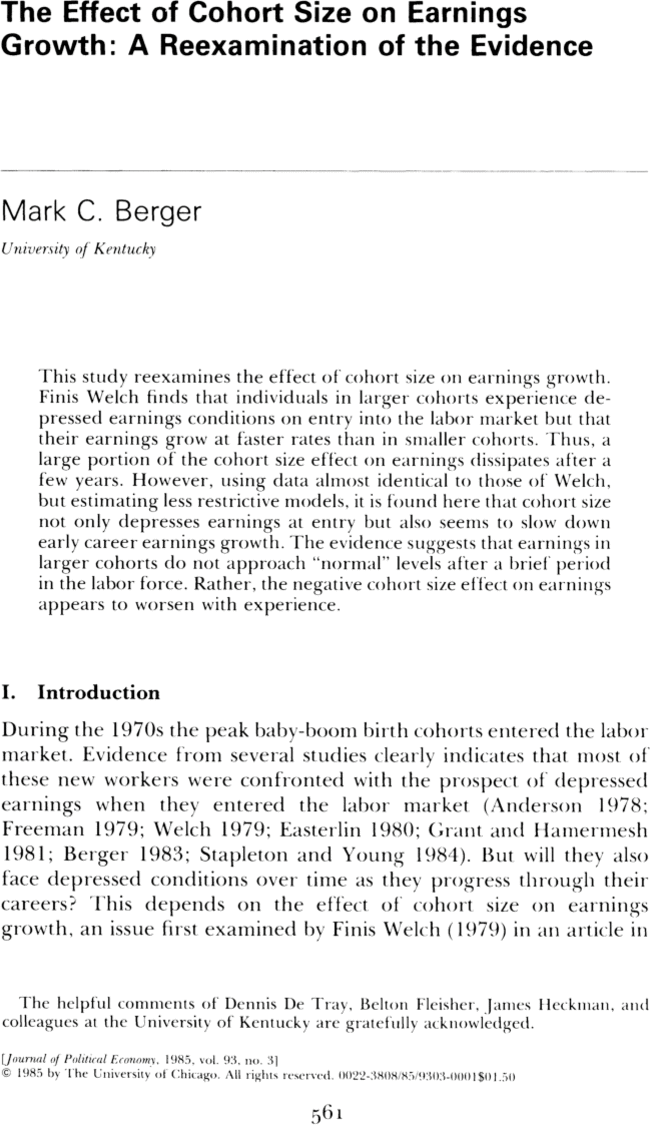 The Effect of Cohort Size on Earnings
Growth: A Reexamination of the Evidence
Mark C. Berger
University of Kentucky
This study reexamines the effect of cohort size on earnings growth.
Finis Welch finds that individuals in larger cohorts experience de-
pressed earnings conditions on entry into the labor market but that
their earnings grow at faster rates than in smaller cohorts. Thus, a
large portion of the cohort size effect on earnings dissipates after a
few years. However, using data almost identical to those of Welch,
but estimating less restrictive models, it is found here that cohort size
not only depresses earnings at entry but also seems to slow down
early career earnings growth. The evidence suggests that earnings in
larger cohorts do not approach “normal” levels after a brief period
in the labor force. Rather, the negative cohort size effect on earnings
appears to worsen with experience.
I. Introduction
During the 1970s the peak baby-boom birth cohorts entered the labor
market. Evidence from several studies clearly indicates that most of
these new workers were confronted with the prospect of depressed
earnings when they entered the labor market (Anderson 1978;
Freeman 1979; Welch 1979; Easterlin 1980; Grant and Hamermesh
1981; Berger 1983; Stapleton and Young 1984). But will they also
face depressed conditions over time as they progress through their
careers? This depends on the effect of cohort size on earnings
growth, an issue first examined by Finis Welch (1979) in an article in
The helpful comments of Dennis De Tray, Belton Fleisher, James Heckman, and
colleagues at the University of Kentucky are gratefully acknowledged.
[Journal of Political Economy, 1985, vol. 93, no. 3]
© 1985 by The University of Chicago. All rights reserved. 0022-3808/85/9303-0001$01.50
561